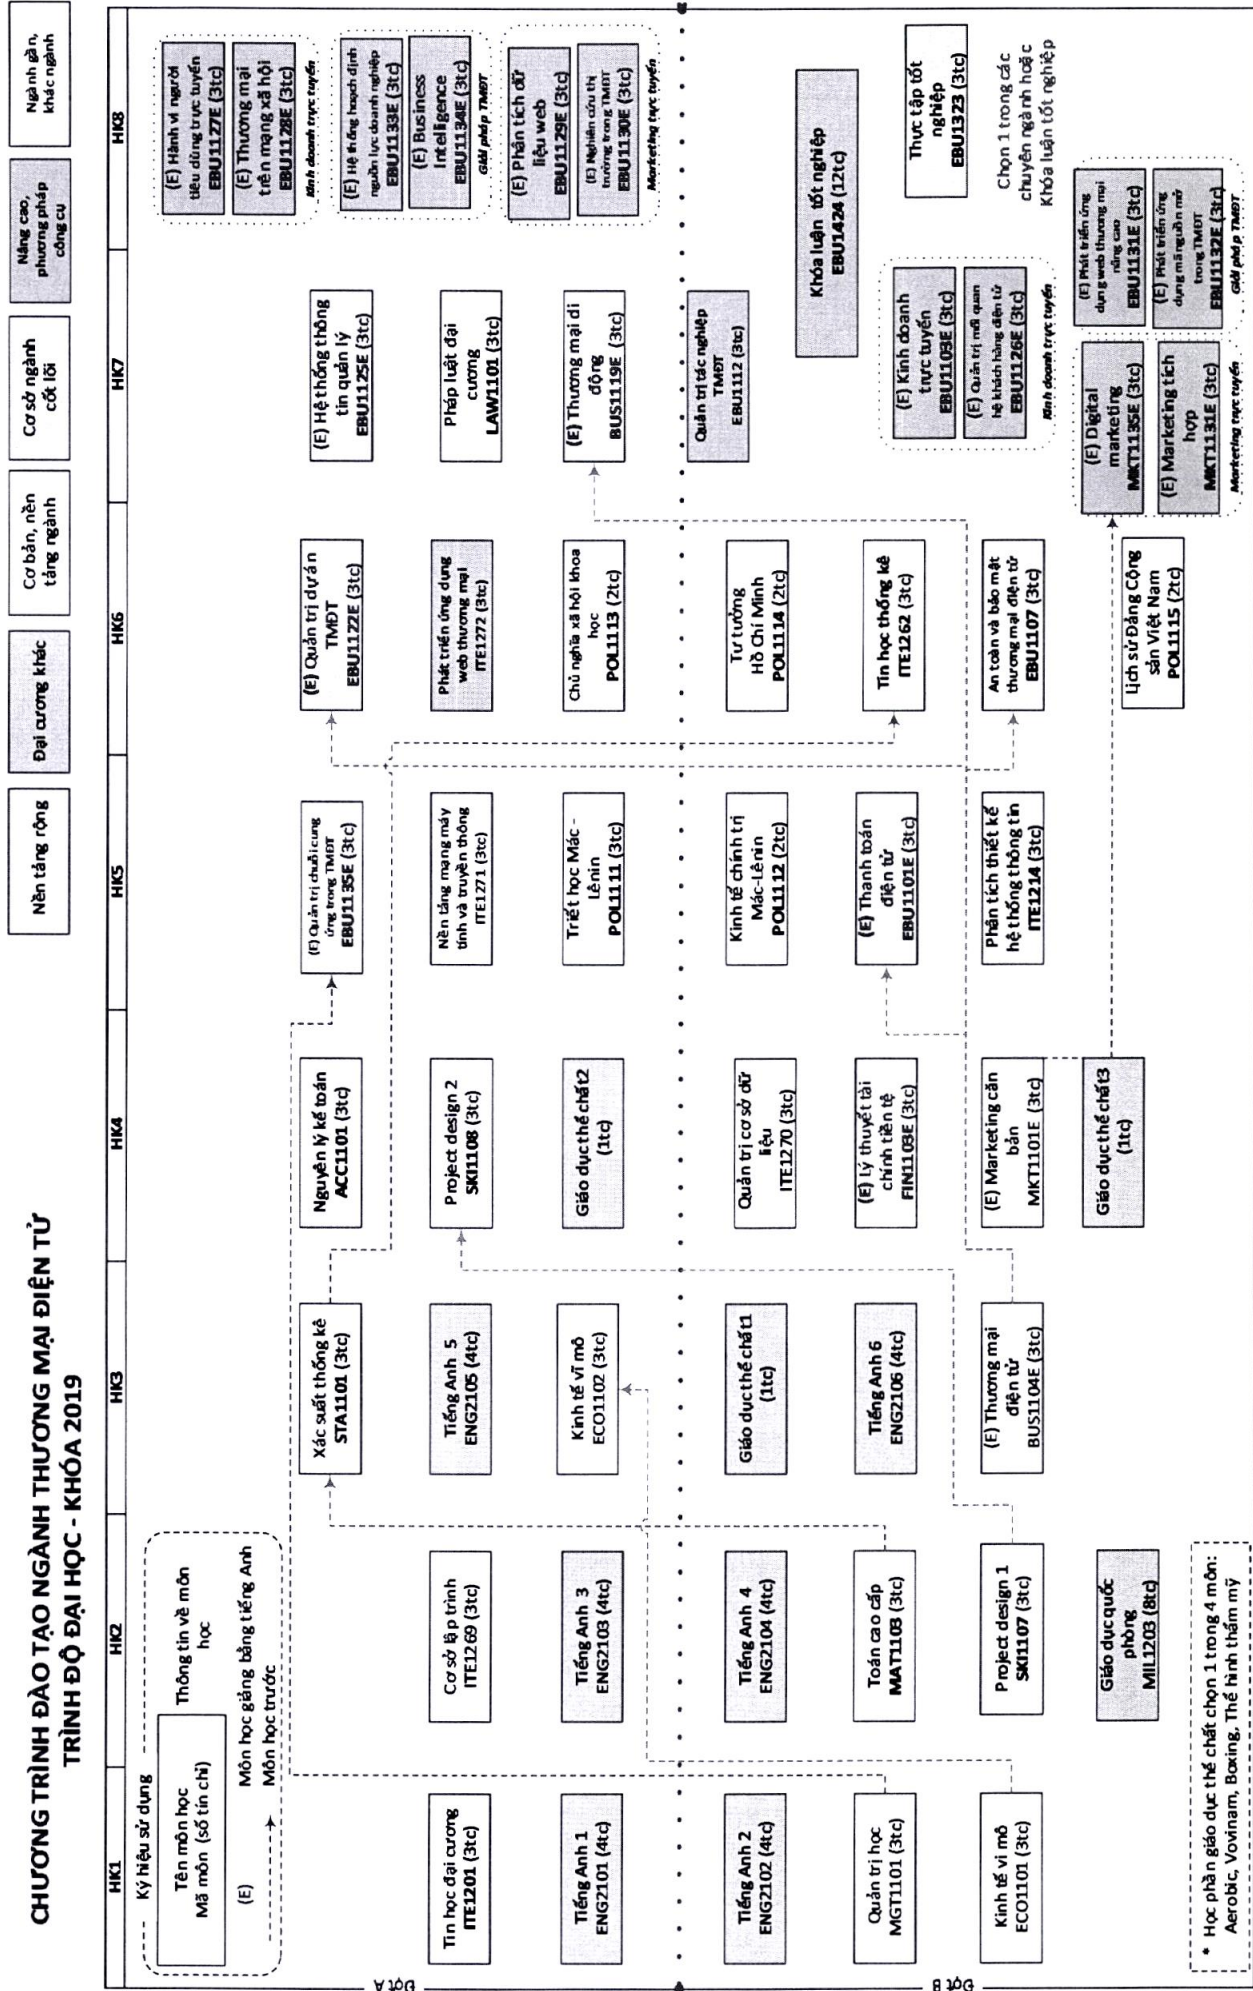 CHƯƠNG TRÌNH ĐÀO TẠO NGÀNH THƯƠNG MẠI ĐIỆN TỬ
TRÌNH ĐỘ ĐẠI HỌC - KHÓA 2019
Nền tảng rộng
Đại cương khác
Cơ bản, nền
tảng ngành
Cơ sở ngành
cốt lõi
Nâng cao,
phương pháp
công cụ
Ngành gần,
khác ngành
HK1
HK2
HK3
HK4
HK5
HK6
HK7
HK8
Ký hiệu sử dụng
Tên môn học
Mã môn (số tín chỉ)
Thông tin về môn
học
(E)
Môn học giảng bằng tiếng Anh
Môn học trước
Đợt A
Tin học đại cương
ITE1201 (3tc)
Tiếng Anh 1
ENG2101 (4tc)
Cơ sở lập trình
ITE1269 (3tc)
Tiếng Anh 3
ENG2103 (4tc)
Xác suất thống kê
STA1101 (3tc)
Tiếng Anh 5
ENG2105 (4tc)
Kinh tế vĩ mô
ECO1102 (3tc)
Nguyên lý kế toán
ACC1101 (3tc)
Project design 2
SKI1108 (3tc)
Giáo dục thể chất2
(1tc)
(E) Quản trị chuỗi cung
ứng trong TMĐT
EBU1135E (3tc)
Nền tảng mạng máy
tính và truyền thông
ITE1271 (3tc)
Triết học Mác -
Lênin
POL1111 (3tc)
(E) Quản trị dự án
TMĐT
EBU1122E (3tc)
Phát triển ứng dụng
web thương mại
ITE1272 (3tc)
Chủ nghĩa xã hội khoa
học
POL1113 (2tc)
(E) Hệ thống thông
tin quản lý
EBU1125E (3tc)
Pháp luật đại
cương
LAW1101 (3tc)
(E) Thương mại di
động
BUS1119E (3tc)
(E) Hành vi người
tiêu dùng trực tuyến
EBU1127E (3tc)
(E) Thương mại
trên mạng xã hội
EBU1128E (3tc)
Kinh doanh trực tuyến
(E) Hệ thống hoạch định
nguồn lực doanh nghiệp
EBU1133E (3tc)
(E) Business
Intelligence
EBU1134E (3tc)
Giải pháp TMĐT
(E) Phân tích dữ
liệu web
EBU1129E (3tc)
(E) Nghiên cứu thị
trường trong TMĐT
EBU1130E (3tc)
Marketing trực tuyến
Đợt B
Tiếng Anh 2
ENG2102 (4tc)
Quản trị học
MGT1101 (3tc)
Kinh tế vi mô
ECO1101 (3tc)
Tiếng Anh 4
ENG2104 (4tc)
Toán cao cấp
MAT1103 (3tc)
Project design 1
SKI1107 (3tc)
Giáo dục quốc
phòng
MIL1203 (8tc)
Giáo dục thể chất1
(1tc)
Tiếng Anh 6
ENG2106 (4tc)
(E) Thương mại
điện tử
BUS1104E (3tc)
Quản trị cơ sở dữ
liệu
ITE1270 (3tc)
(E) Lý thuyết tài
chính tiền tệ
FIN1103E (3tc)
(E) Marketing căn
bản
MKT1101E (3tc)
Giáo dục thể chất3
(1tc)
Kinh tế chính trị
Mác-Lênin
POL1112 (2tc)
(E) Thanh toán
điện tử
EBU1101E (3tc)
Phân tích thiết kế
hệ thống thông tin
ITE1214 (3tc)
Tư tưởng
Hồ Chí Minh
POL1114 (2tc)
Tin học thống kê
ITE1262 (3tc)
An toàn và bảo mật
thương mại điện tử
EBU1107 (3tc)
Lịch sử Đảng Cộng
sản Việt Nam
POL1115 (2tc)
Quản trị tác nghiệp
TMĐT
EBU1112 (3tc)
Khóa luận tốt nghiệp
EBU1424 (12tc)
(E) Kinh doanh
trực tuyến
EBU1103E (3tc)
(E) Quản trị mối quan
hệ khách hàng điện tử
EBU1126E (3tc)
Kinh doanh trực tuyến
(E) Digital
marketing
MKT1135E (3tc)
(E) Marketing tích
hợp
MKT1131E (3tc)
Marketing trực tuyến
(E) Phát triển ứng
dụng web thương mại
nâng cao
EBU1131E (3tc)
(E) Phát triển ứng
dụng mã nguồn mở
trong TMĐT
EBU1132E (3tc)
Giải pháp TMĐT
Thực tập tốt
nghiệp
EBU1323 (3tc)
Chọn 1 trong các
chuyên ngành hoặc
Khóa luận tốt nghiệp
* Học phần giáo dục thể chất chọn 1 trong 4 môn:
Aerobic, Vovinam, Boxing, Thể hình thẩm mỹ